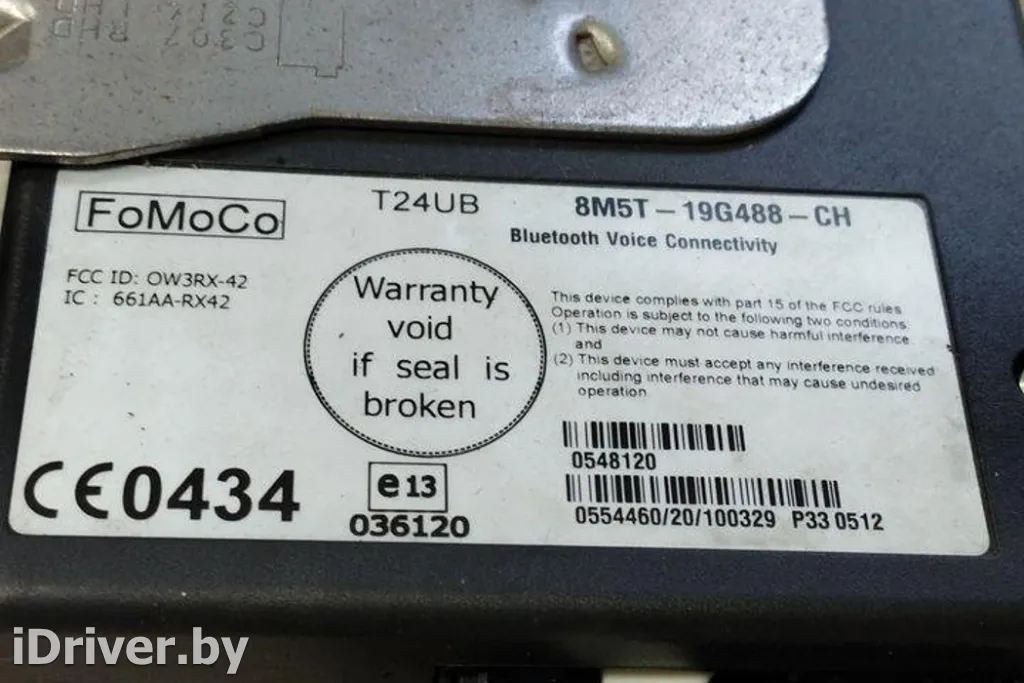 C307 RHD
FoMoCo
T24UB
8M5T-19G488-CH
Bluetooth Voice Connectivity
FCC ID: OW3RX-42
IC : 661AA-RX42
Warranty
void
if seal is
broken
This device complies with part 15 of the FCC rules
Operation is subject to the following two conditions:
(1) This device may not cause harmful interference
and
(2) This device must accept any interference received
including interference that may cause undesired
operation
0548120
0554460/20/100329 P33 0512
CE0434
e13
036120
iDriver.by